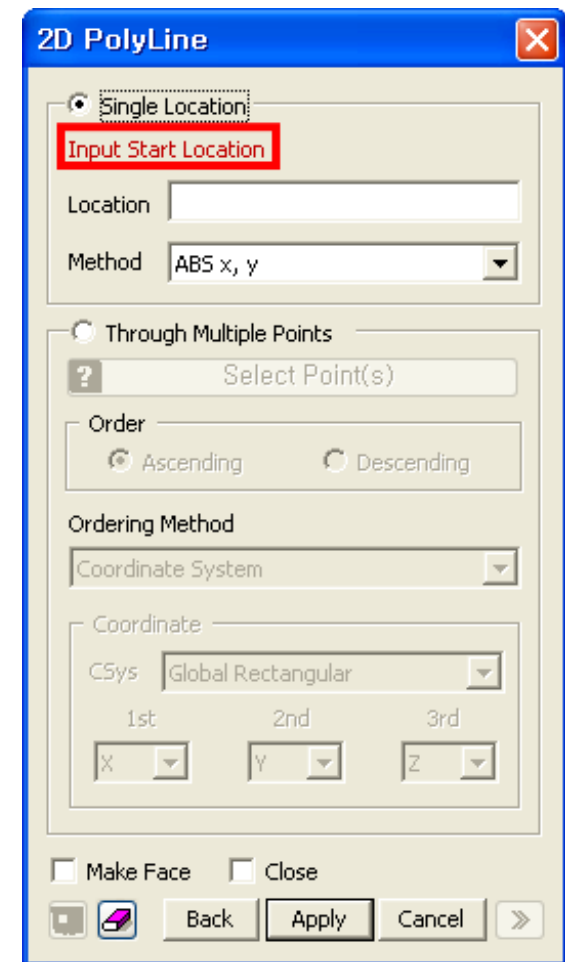 2D PolyLine
Single Location
Input Start Location
Location
Method ABS x, y
Through Multiple Points
? Select Point(s)
Order
Ascending Descending
Ordering Method
Coordinate System
Coordinate
CSys Global Rectangular
1st 2nd 3rd
X Y Z
Make Face Close
Back Apply Cancel